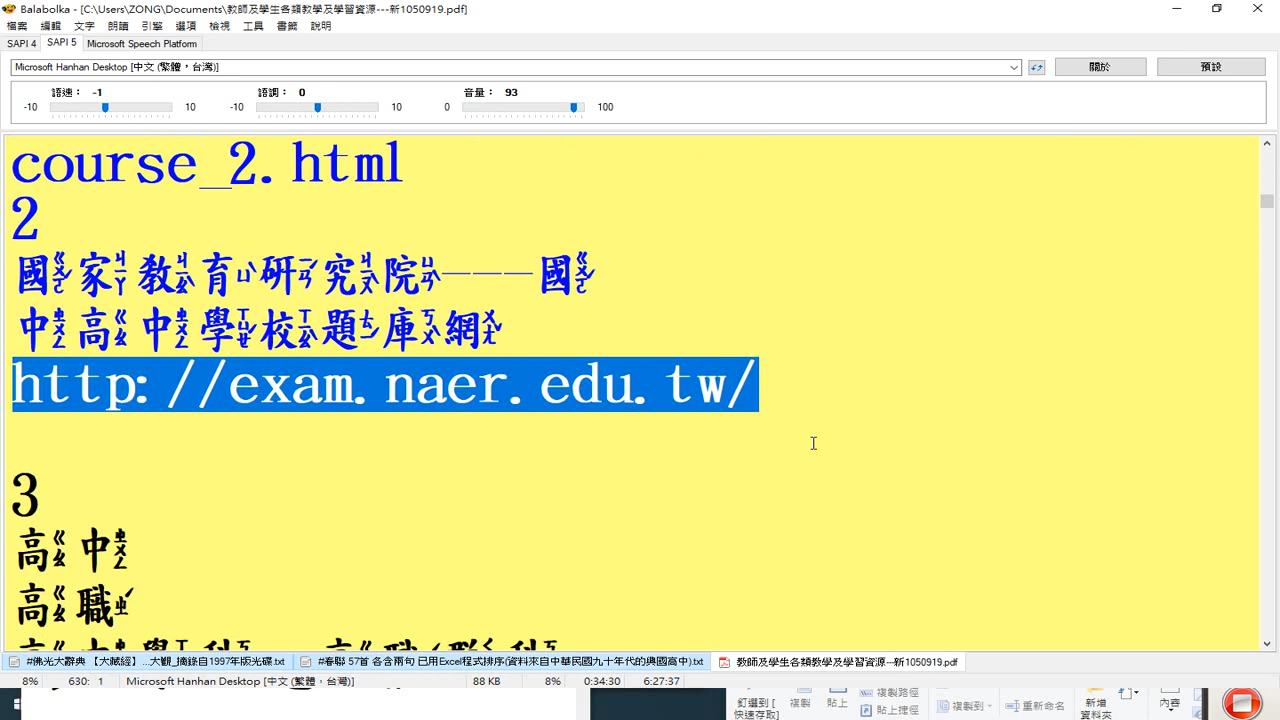 Balabolka - [C:\Users\ZONG\Documents\教師及學生各類教學及學習資源---新1050919.pdf]
檔案 編輯 文字 朗讀 引擎 選項 檢視 工具 書籤 說明
SAPI 4 SAPI 5 Microsoft Speech Platform
Microsoft Hanhan Desktop [中文 (繁體，台灣)] 關於 預設
語速： -1 語調： 0 音量： 93
-10 10 -10 10 0 100
course_2.html
2
國家教育研究院———國
中高中學校題庫網
http://exam.naer.edu.tw/
3
高中
高職
#佛光大辭典 【大藏經】...大觀_摘錄自1997年版光碟.txt #春聯 57首 各含兩句 已用Excel程式排序(資料來自中華民國九十年代的興國高中).txt 教師及學生各類教學及學習資源---新1050919.pdf
8% 630: 1 Microsoft Hanhan Desktop [中文 (繁體，台灣)] 88 KB 8% 0:34:30 6:27:37
釘選到 [ 複製 貼上 複製路徑 新增 內容
快速存取] 貼上捷徑 複製到 重新命名 資料夾